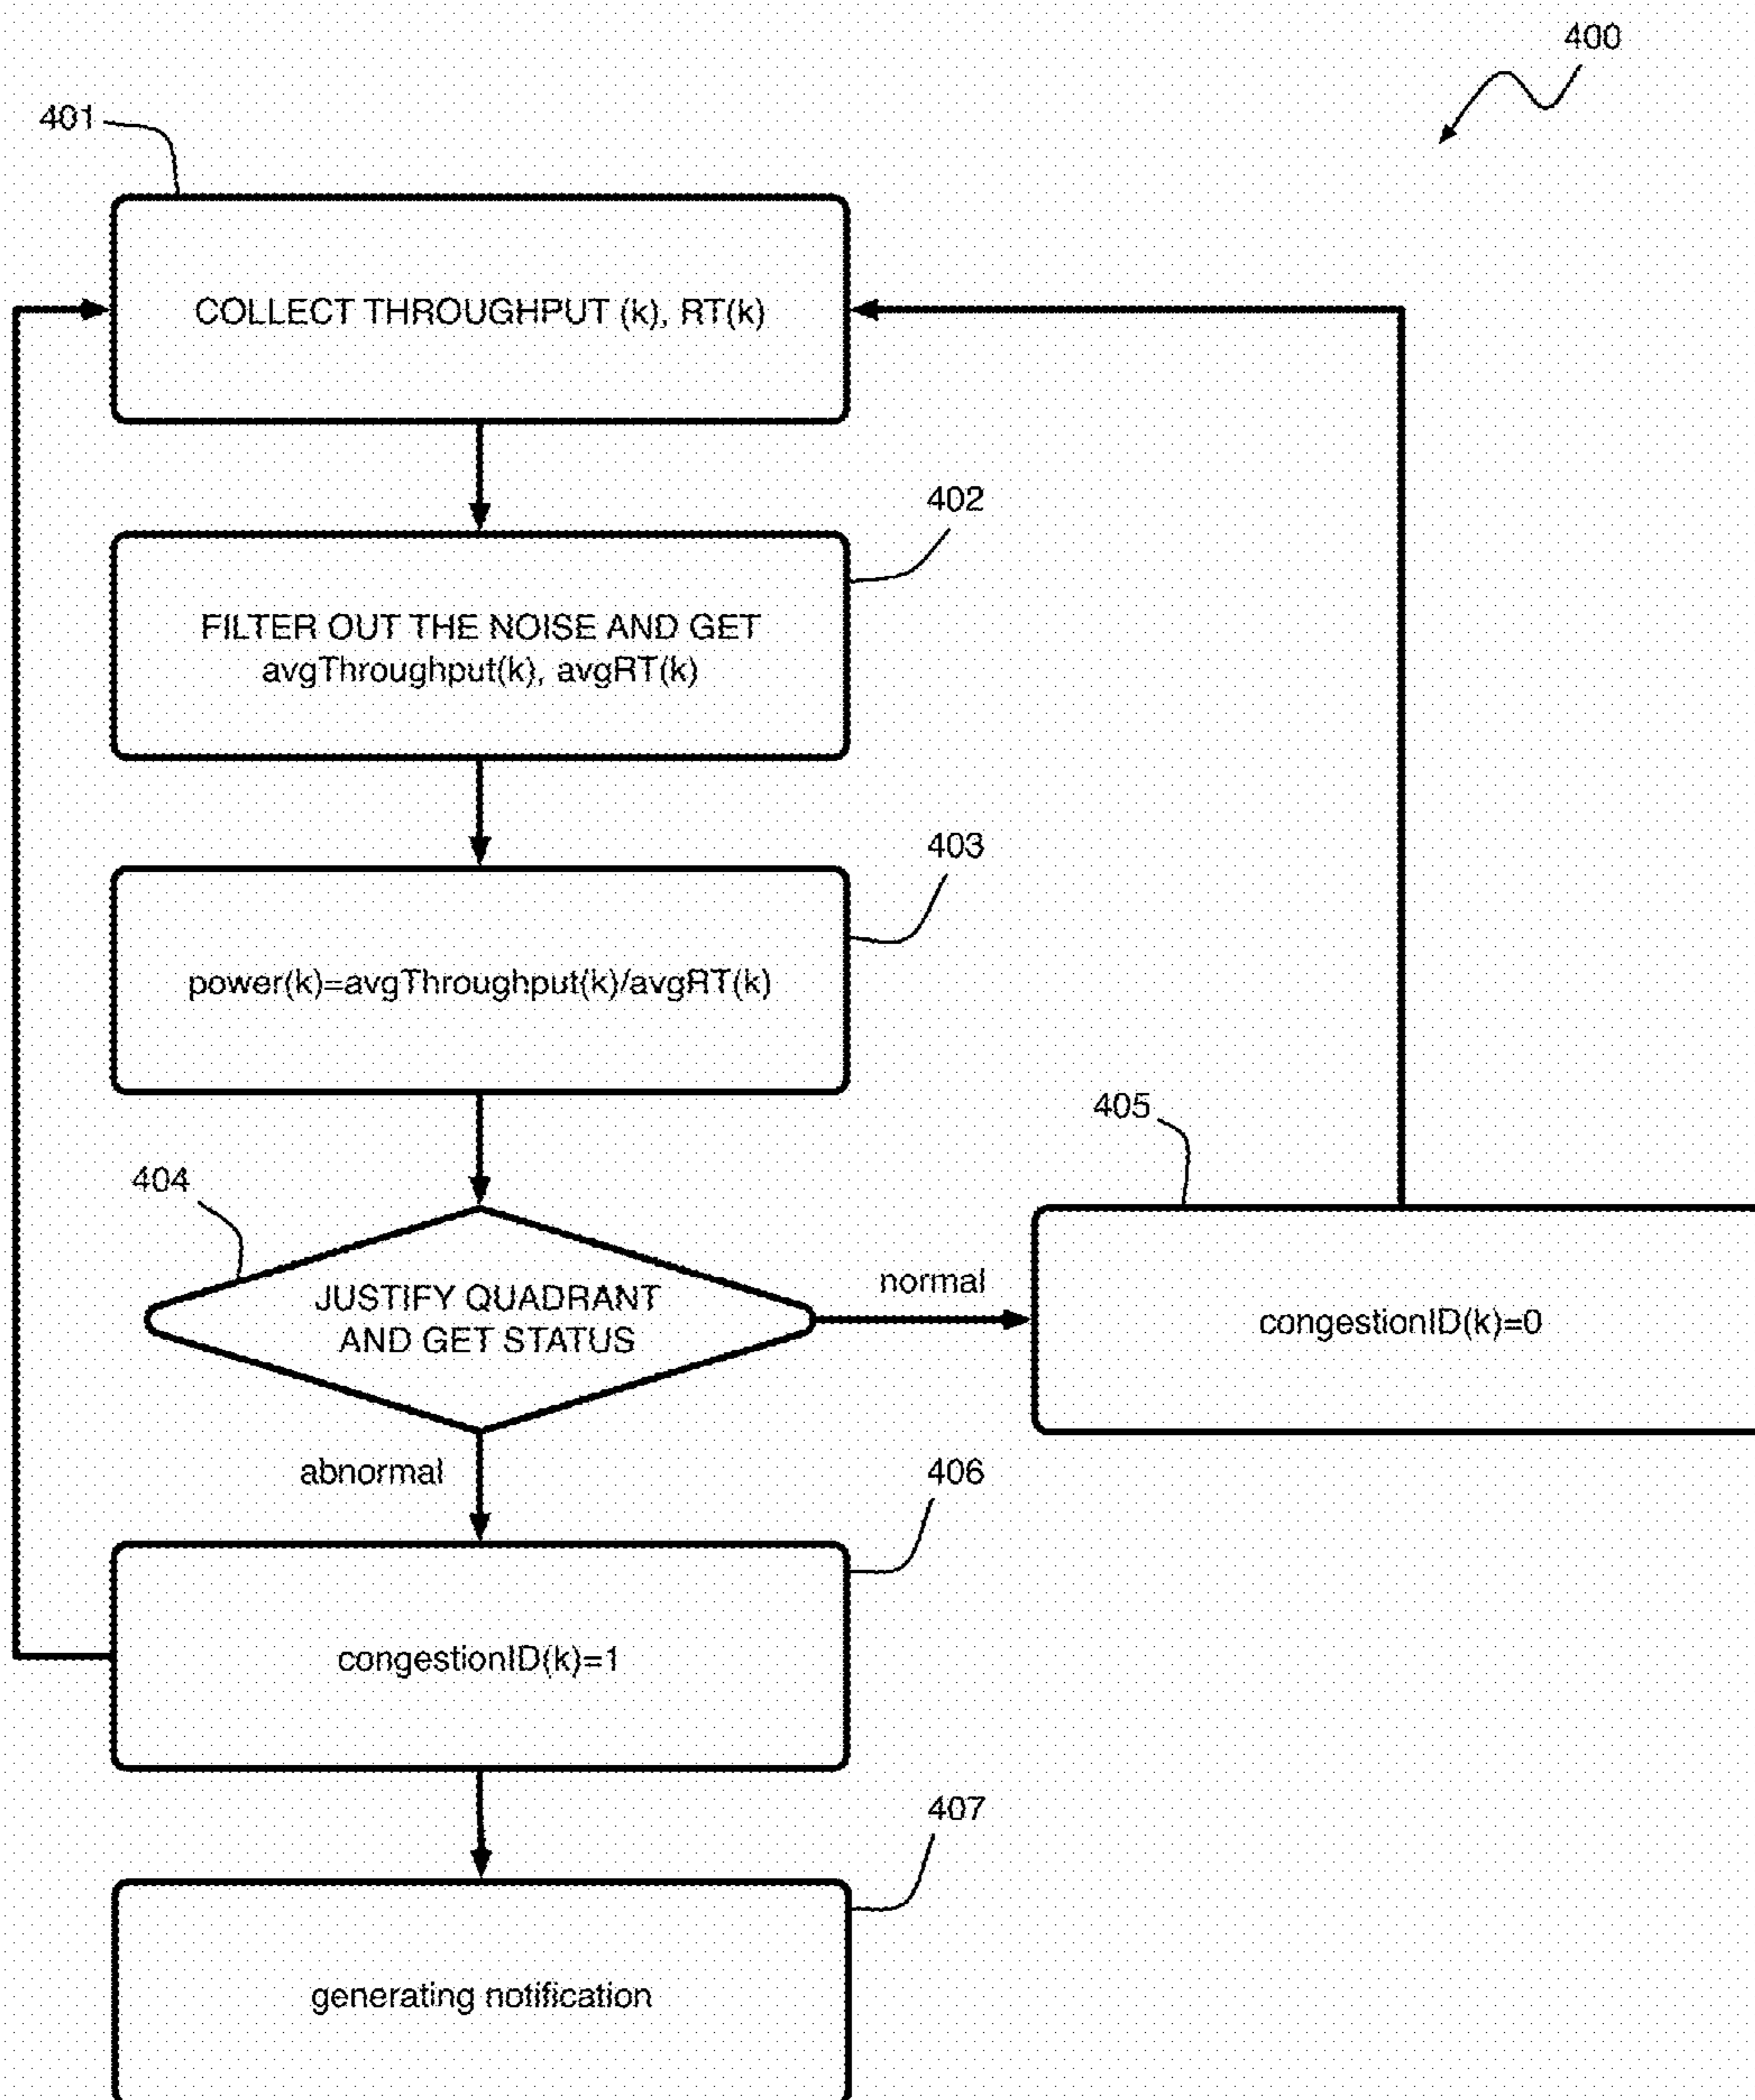 400
401
COLLECT THROUGHPUT (k), RT(k)
402
FILTER OUT THE NOISE AND GET
avgThroughput(k), avgRT(k)
403
power(k)=avgThroughput(k)/avgRT(k)
405
404
JUSTIFY QUADRANT
AND GET STATUS
normal
congestionID(k)=0
abnormal
406
congestionID(k)=1
407
generating notification